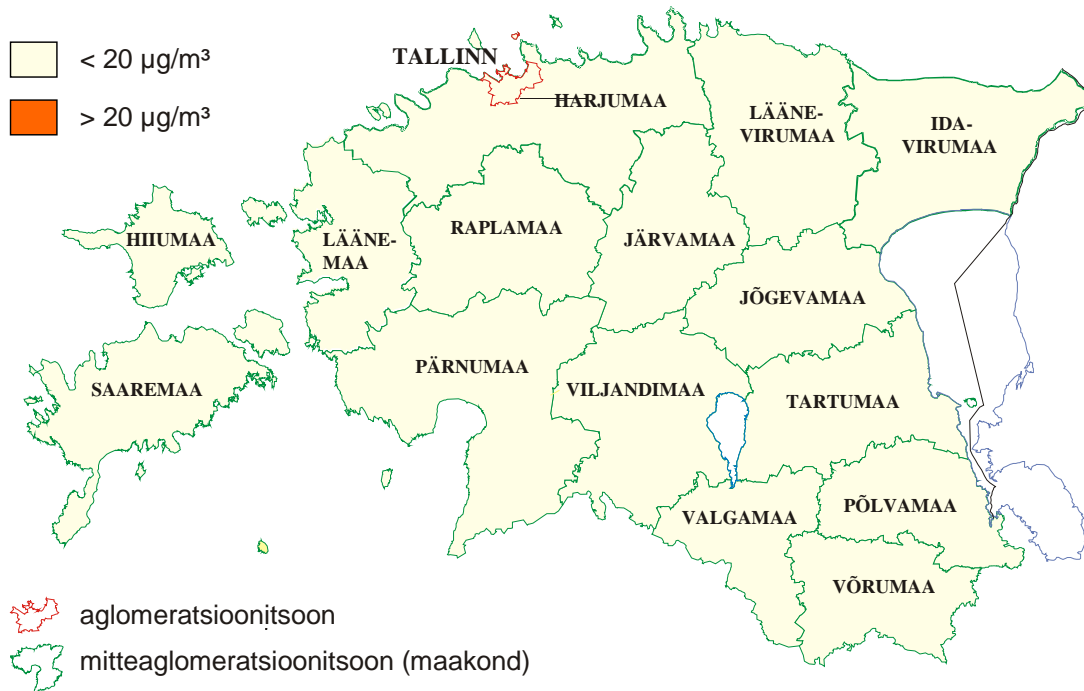 < 20 µg/m³
> 20 µg/m³
TALLINN
HARJUMAA
LÄÄNE-
VIRUMAA
IDA-
VIRUMAA
HIIUMAA
LÄÄNE-
MAA
RAPLAMAA
JÄRVAMAA
JÕGEVAMAA
SAAREMAA
PÄRNUMAA
VILJANDIMAA
TARTUMAA
VALGAMAA
PÕLVAMAA
VÕRUMAA
aglomeratsioonitsoon
mitteaglomeratsioonitsoon (maakond)